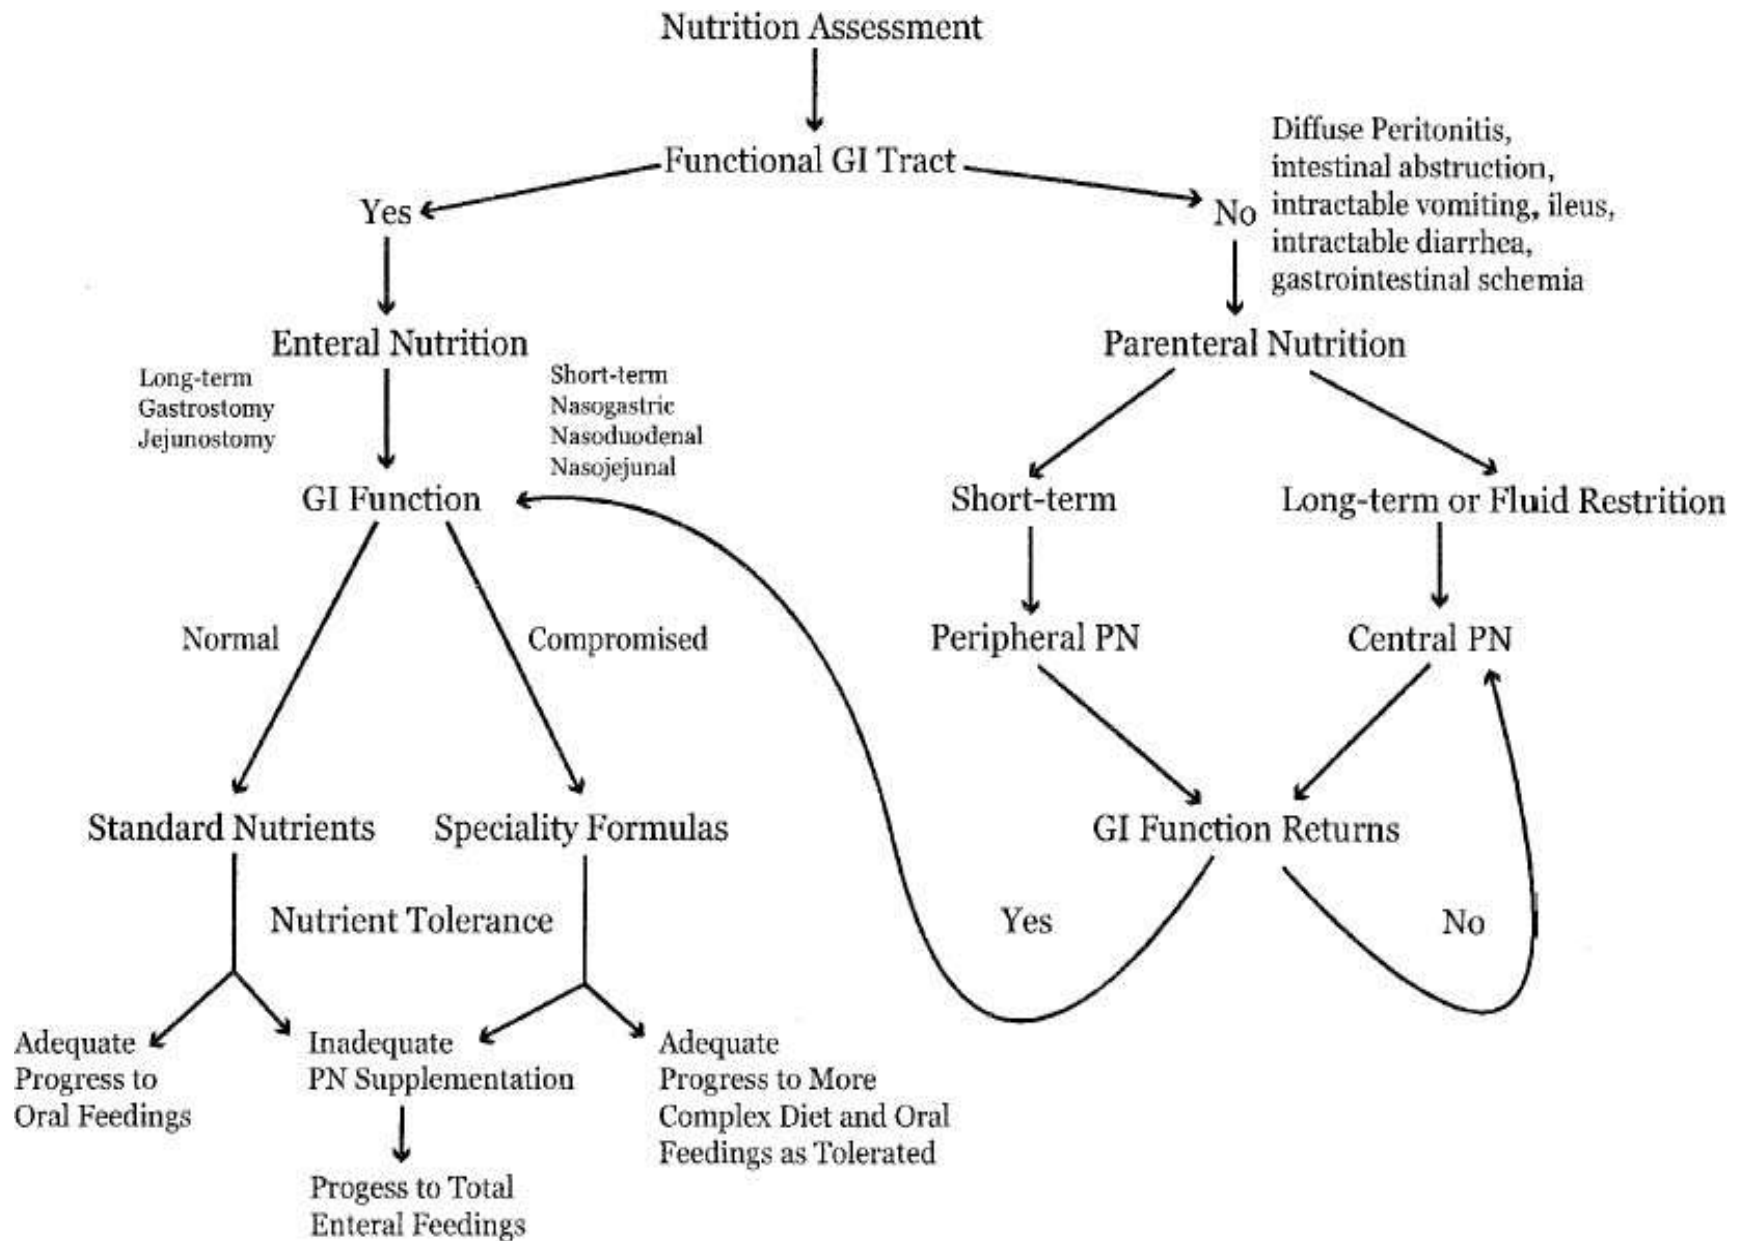 Nutrition Assessment
Functional GI Tract
Yes
No
Diffuse Peritonitis,
intestinal abstruction,
intractable vomiting, ileus,
intractable diarrhea,
gastrointestinal schemia
Enteral Nutrition
Long-term
Gastrostomy
Jejunostomy
Short-term
Nasogastric
Nasoduodenal
Nasojejunal
Parenteral Nutrition
GI Function
Short-term
Long-term or Fluid Restrition
Normal
Compromised
Peripheral PN
Central PN
Standard Nutrients
Speciality Formulas
GI Function Returns
Nutrient Tolerance
Yes
No
Adequate
Progress to
Oral Feedings
Inadequate
PN Supplementation
Adequate
Progress to More
Complex Diet and Oral
Feedings as Tolerated
Progess to Total
Enteral Feedings